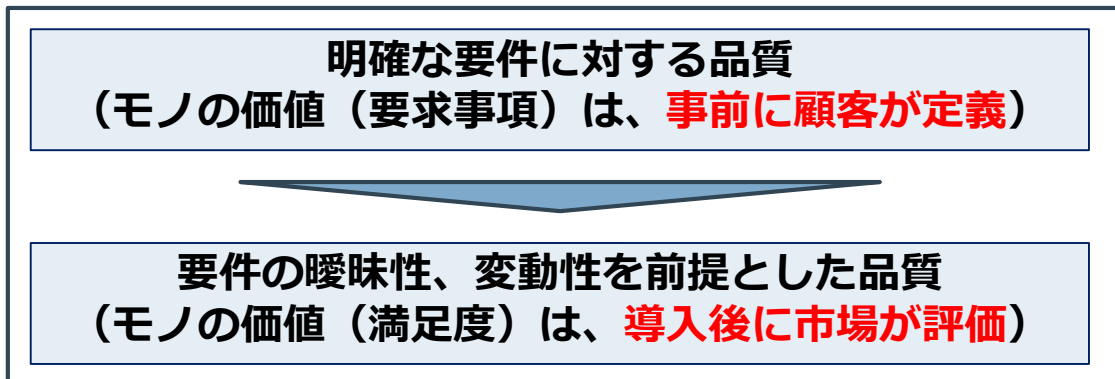 明確な要件に対する品質
（モノの価値（要求事項）は、事前に顧客が定義）
要件の曖昧性、変動性を前提とした品質
（モノの価値（満足度）は、導入後に市場が評価）